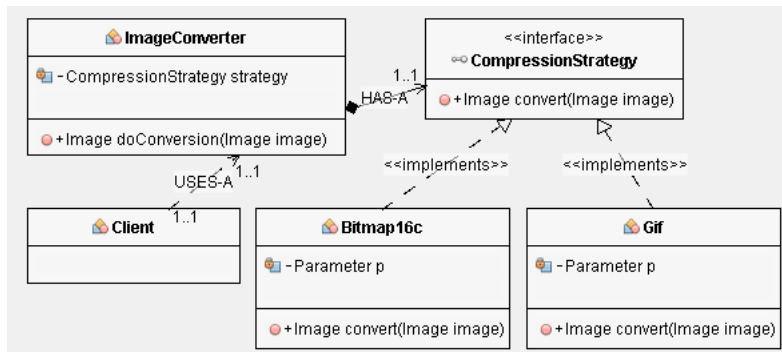 ImageConverter
- CompressionStrategy strategy
+ Image doConversion(Image image)
<<interface>>
CompressionStrategy
+ Image convert(Image image)
1..1
HAS-A
<<implements>>
<<implements>>
USES-A
1..1
1..1
Client
Bitmap16c
- Parameter p
+ Image convert(Image image)
Gif
- Parameter p
+ Image convert(Image image)